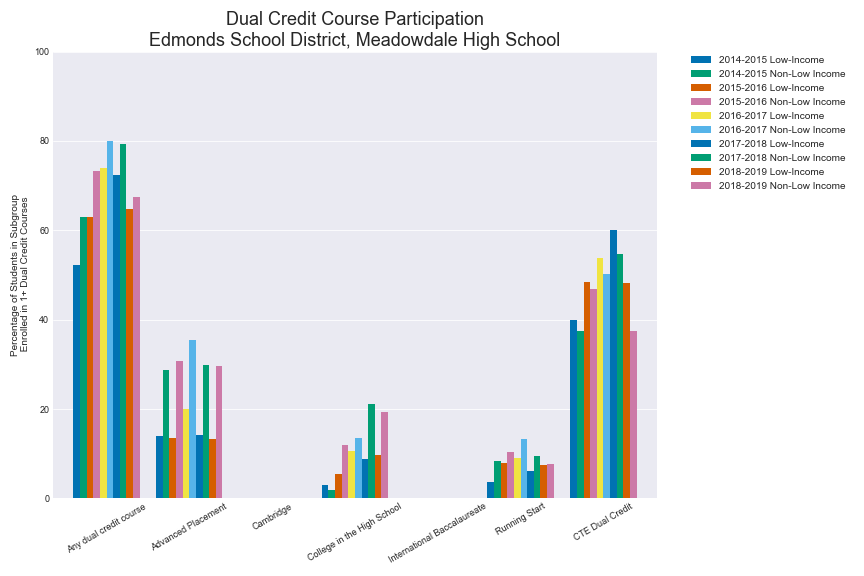 Dual Credit Course Participation
Edmonds School District, Meadowdale High School
Percentage of Students in Subgroup
Enrolled in 1+ Dual Credit Courses
100
80
60
40
20
0
Any dual credit course
Advanced Placement
Cambridge
College in the High School
International Baccalaureate
Running Start
CTE Dual Credit
2014-2015 Low-Income
2014-2015 Non-Low Income
2015-2016 Low-Income
2015-2016 Non-Low Income
2016-2017 Low-Income
2016-2017 Non-Low Income
2017-2018 Low-Income
2017-2018 Non-Low Income
2018-2019 Low-Income
2018-2019 Non-Low Income